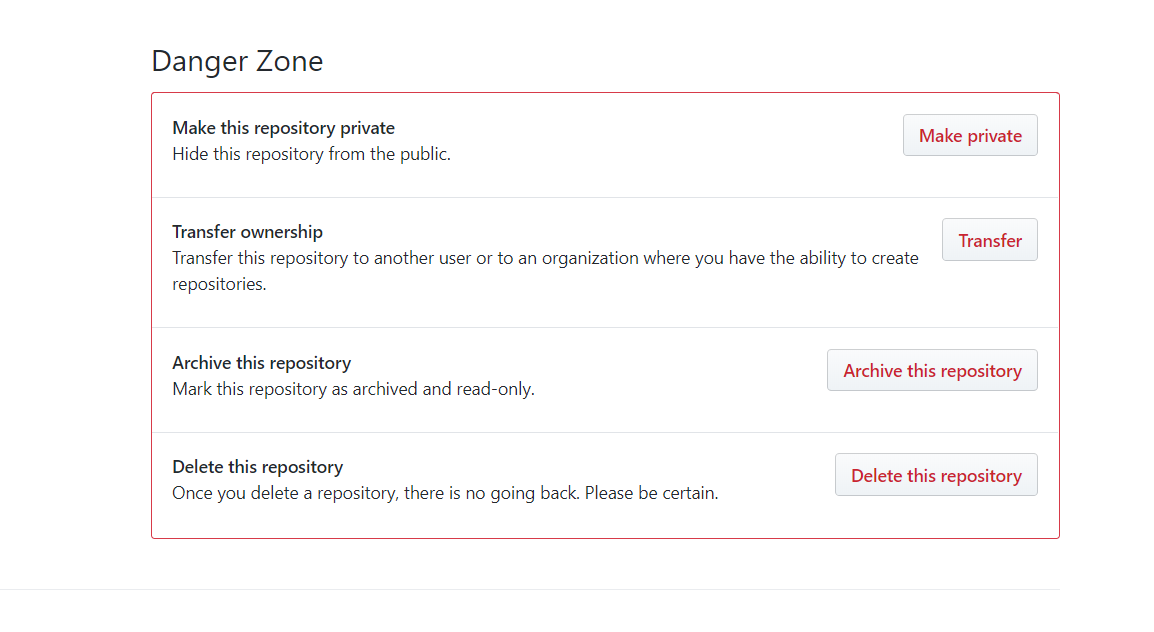 Danger Zone
Make this repository private
Hide this repository from the public.
Make private
Transfer ownership
Transfer this repository to another user or to an organization where you have the ability to create
repositories.
Transfer
Archive this repository
Mark this repository as archived and read-only.
Archive this repository
Delete this repository
Once you delete a repository, there is no going back. Please be certain.
Delete this repository